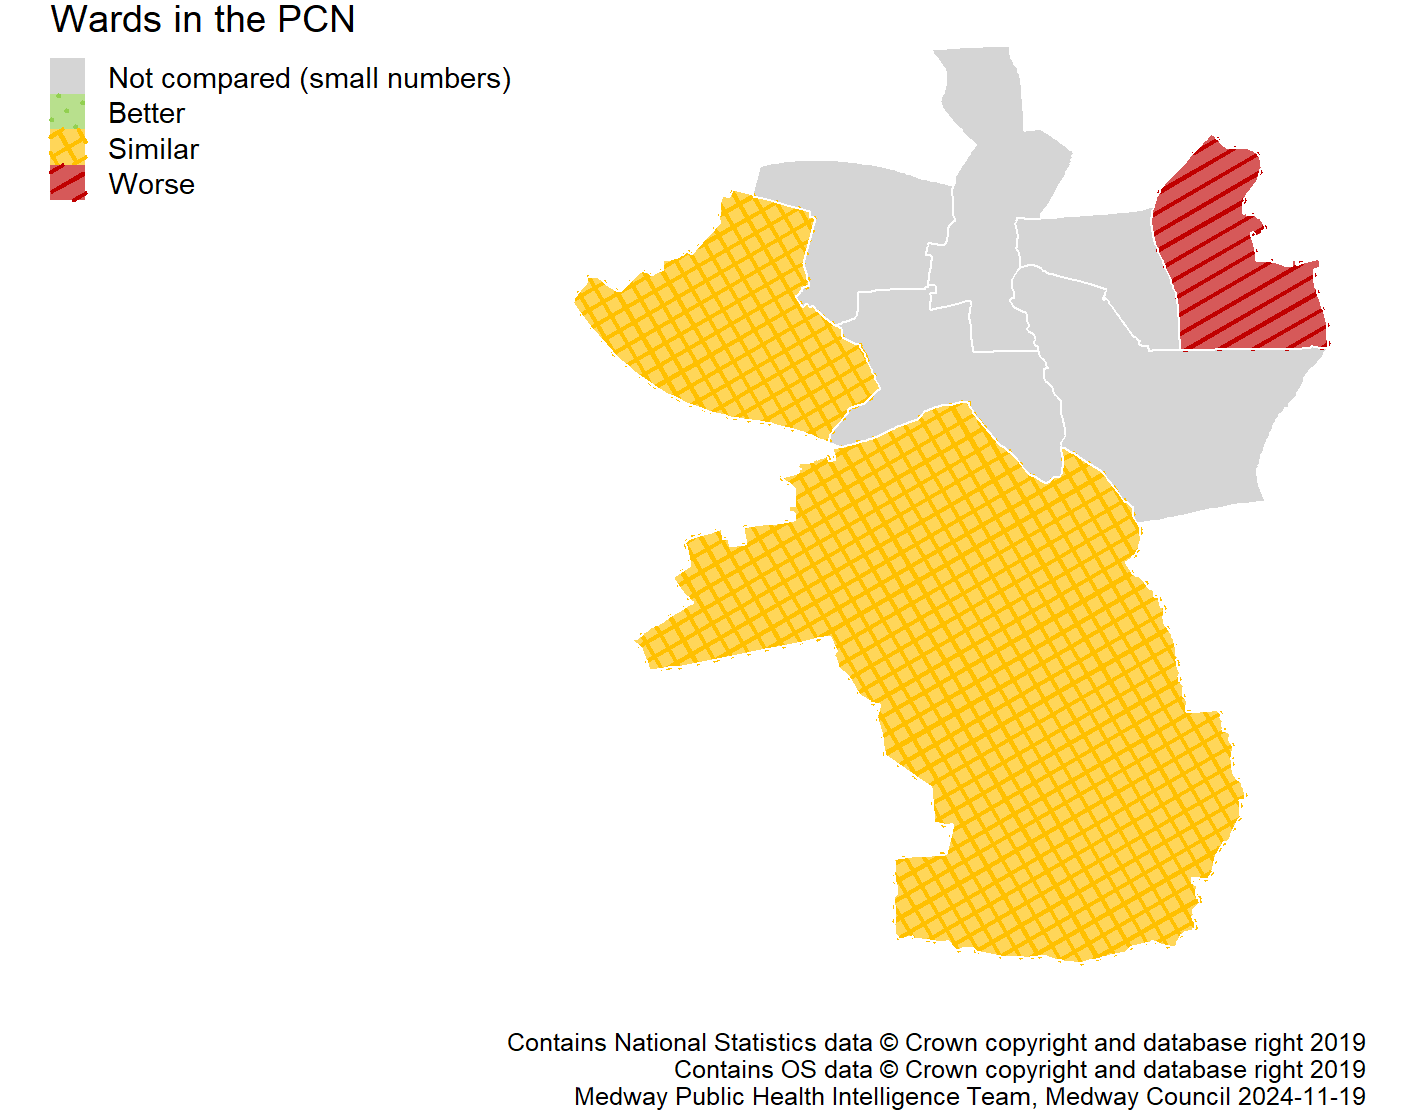 Wards in the PCN
Not compared (small numbers)
Better
Similar
Worse
Contains National Statistics data © Crown copyright and database right 2019
Contains OS data © Crown copyright and database right 2019
Medway Public Health Intelligence Team, Medway Council 2024-11-19